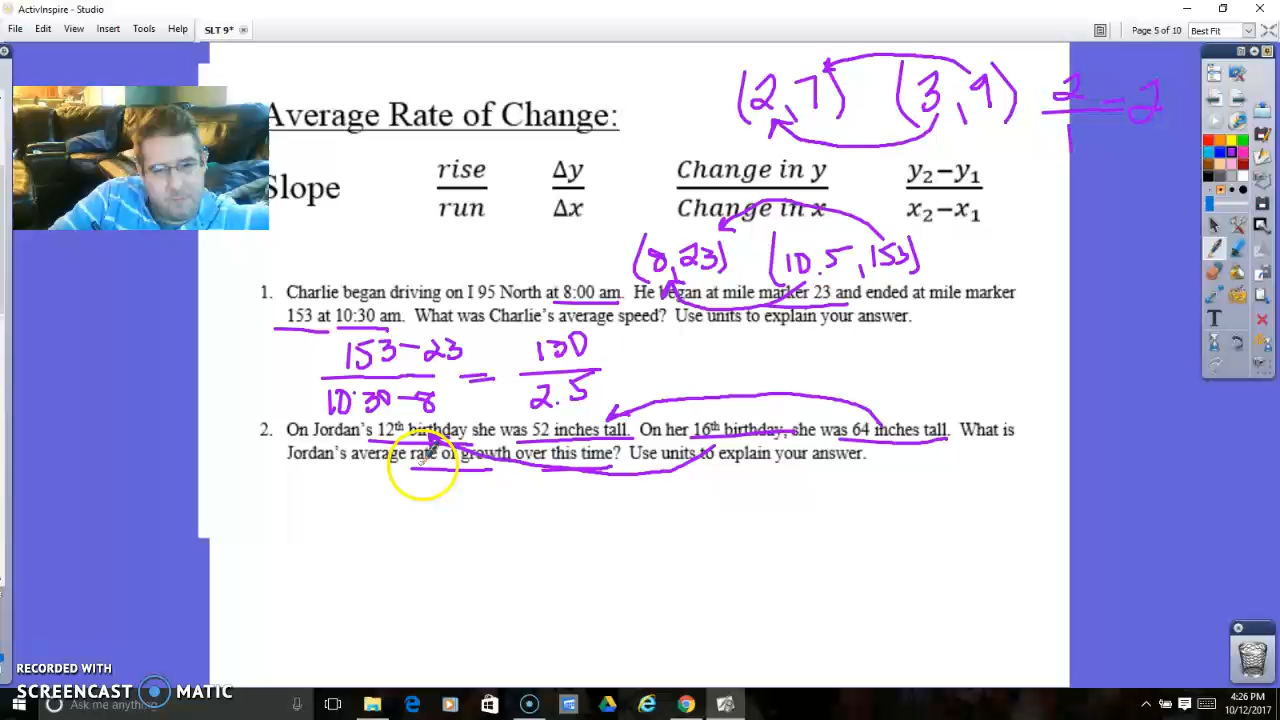 ActivInspire - Studio
File Edit View Insert Tools Help SLT 9* Page 5 of 10 Best Fit
(2,7) (3,9) 2/1 = 2
Average Rate of Change:
Slope rise/run Δy/Δx Change in y/Change in x y₂−y₁/x₂−x₁
(8,23) (10.5,153)
1. Charlie began driving on I 95 North at 8:00 am. He began at mile marker 23 and ended at mile marker
153 at 10:30 am. What was Charlie's average speed? Use units to explain your answer.
153-23/10:30-8 = 130/2.5
2. On Jordan's 12th birthday she was 52 inches tall. On her 16th birthday, she was 64 inches tall. What is
Jordan's average rate of growth over this time? Use units to explain your answer.
RECORDED WITH
SCREENCAST MATIC
Ask me anything
4:26 PM
10/12/2017